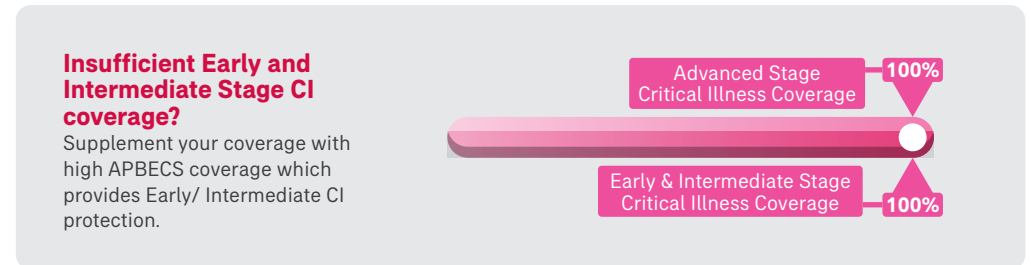 Insufficient Early and
Intermediate Stage CI
coverage?
Supplement your coverage with
high APBECS coverage which
provides Early/ Intermediate CI
protection.
Advanced Stage
Critical Illness Coverage
100%
Early & Intermediate Stage
Critical Illness Coverage
100%